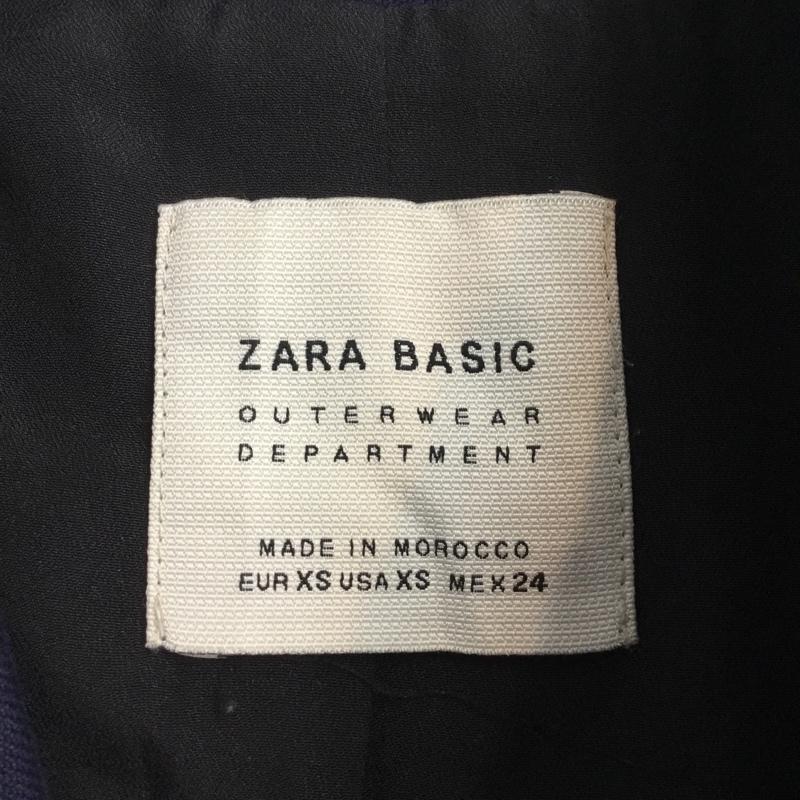 ZARA BASIC
OUTERWEAR
DEPARTMENT
MADE IN MOROCCO
EUR XS USA XS MEX 24